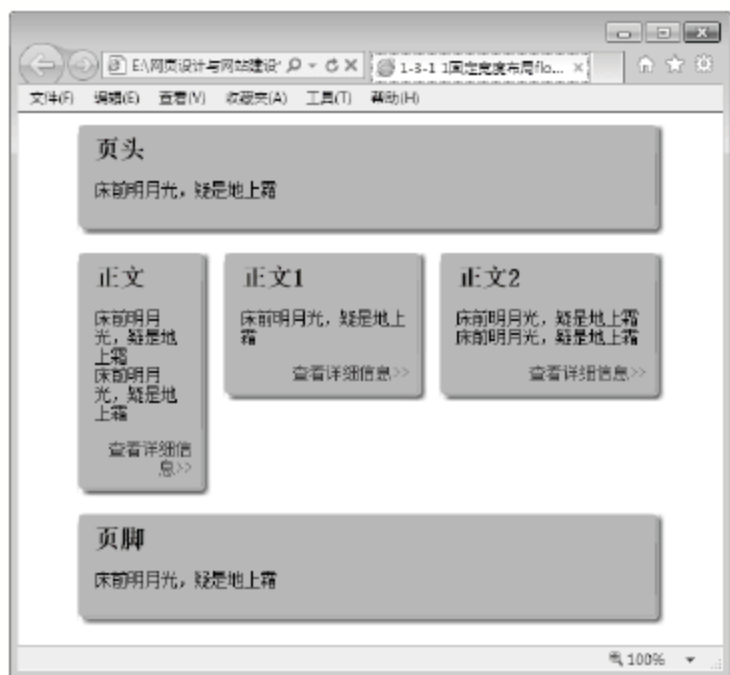 E:\网页设计与网站建设
1-3-1 1固定宽度布局flo...
文件(F) 编辑(E) 查看(V) 收藏夹(A) 工具(T) 帮助(H)
页头
床前明月光，疑是地上霜
正文
床前明月
光，疑是地
上霜
床前明月
光，疑是地
上霜
查看详细信
息>>
正文1
床前明月光，疑是地上
霜
查看详细信息>>
正文2
床前明月光，疑是地上霜
床前明月光，疑是地上霜
查看详细信息>>
页脚
床前明月光，疑是地上霜
100%